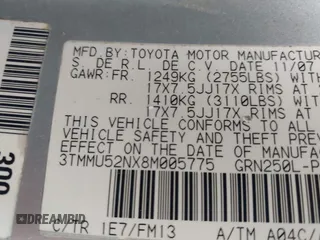 MFD. BY: TOYOTA MOTOR MANUFACTUR
S. DE R. L. DE C. V. DATE 11/07
GAWR: FR. 1249KG (2755LBS) WITH
17X7.5JJ17X RIMS AT
RR. 1410KG (3110LBS) WITH
17X7.5JJ17X RIMS AT
THIS VEHICLE CONFORMS TO ALL
VEHICLE SAFETY AND THEFT PREV
EFFECT ON THE DATE OF MANUFAC
3TMMU52NX8M005775 GRN250L-P
C/TR 1E7/FM13 A/TM A04C/A
300
DREAMBID.COM